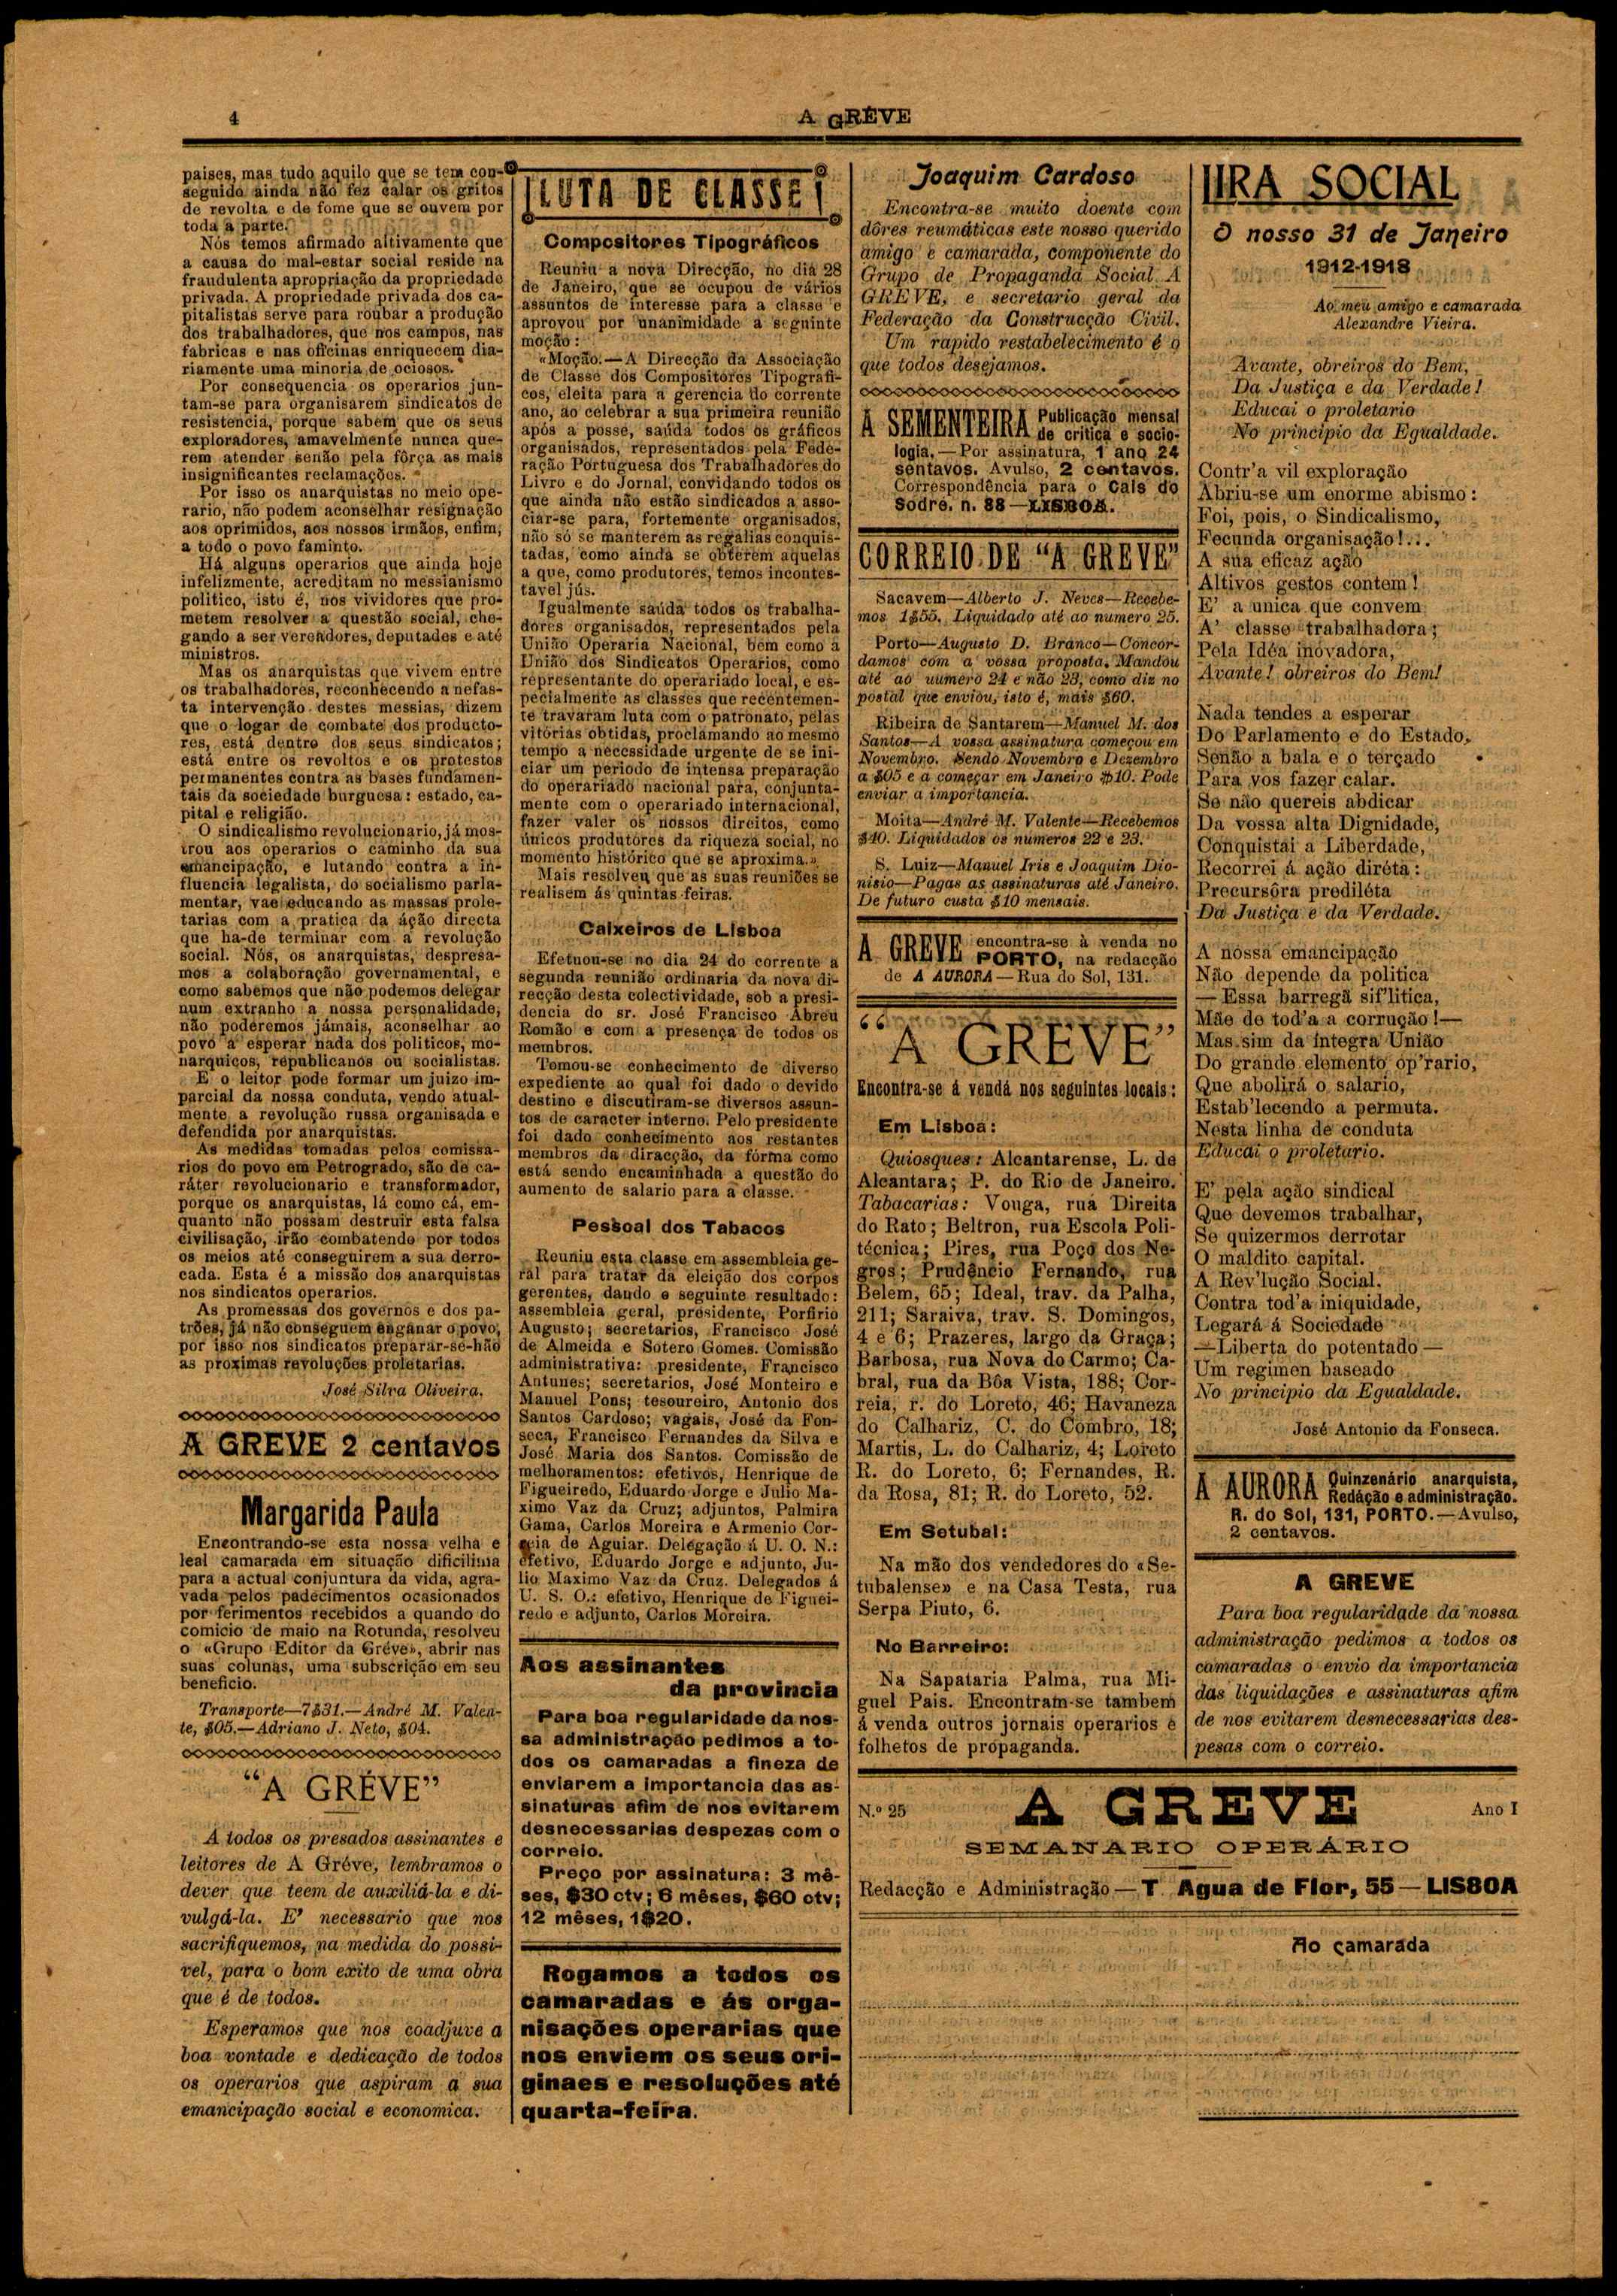 4
A GRÉVE
paises, mas tudo aquilo que se tem con-
seguido ainda não fez calar os gritos
de revolta e de fome que se ouvem por
toda a parte.
Nós temos afirmado altivamente que
a causa do mal-estar social reside na
fraudulenta apropriação da propriedade
privada. A propriedade privada dos ca-
pitalistas serve para roubar a produção
dos trabalhadores, que nos campos, nas
fabricas e nas oficinas enriquecem dia-
riamente uma minoria de ociosos.
Por consequencia os operarios jun-
tam-se para organisarem sindicatos de
resistencia, porque sabem que os seus
exploradores, amavelmente nunca que-
rem atender senão pela fôrça as mais
insignificantes reclamações.
Por isso os anarquistas no meio ope-
rario, não podem aconselhar resignação
aos oprimidos, aos nossos irmãos, enfim,
a todo o povo faminto.
Há alguns operarios que ainda hoje
infelizmente, acreditam no messianismo
politico, isto é, nos vividores que pro-
metem resolver a questão social, che-
gando a ser vereadores, deputados e até
ministros.
Mas os anarquistas que vivem entre
os trabalhadores, reconhecendo a nefas-
ta intervenção destes messias, dizem
que o logar de combate dos producto-
res, está dentro dos seus sindicatos;
está entre os revoltos e os protestos
permanentes contra as bases fundamen-
tais da sociedade burguesa: estado, ca-
pital e religião.
O sindicalismo revolucionario, já mos-
trou aos operarios o caminho da sua
emancipação, e lutando contra a in-
fluencia legalista, do socialismo parla-
mentar, vae educando as massas prole-
tarias com a pratica da áção directa
que ha-de terminar com a revolução
social. Nós, os anarquistas, despresa-
mos a colaboração governamental, e
como sabemos que não podemos delegar
num extranho a nossa personalidade,
não poderemos jámais, aconselhar ao
povo a esperar nada dos politicos, mo-
narquicos, republicanos ou socialistas.
E o leitor pode formar um juizo im-
parcial da nossa conduta, vendo atual-
mente a revolução russa organisada e
defendida por anarquistas.
As medidas tomadas pelos comissa-
rios do povo em Petrogrado, são de ca-
ráter revolucionario e transformador,
porque os anarquistas, lá como cá, em-
quanto não possam destruir esta falsa
civilisação, irão combatendo por todos
os meios até conseguirem a sua derro-
cada. Esta é a missão dos anarquistas
nos sindicatos operarios.
As promessas dos governos e dos pa-
trões, já não conseguem enganar o povo,
por isso nos sindicatos preparar-se-hão
as proximas revoluções proletarias.
José Silva Oliveira.
A GREVE 2 centavos
Margarida Paula
Encontrando-se esta nossa velha e
leal camarada em situação dificilima
para a actual conjuntura da vida, agra-
vada pelos padecimentos ocasionados
por ferimentos recebidos a quando do
comicio de maio na Rotunda, resolveu
o «Grupo Editor da Gréve», abrir nas
suas colunas, uma subscrição em seu
beneficio.
Transporte—7$31.—André M. Valen-
te, $05.—Adriano J. Neto, $04.
“A GRÉVE”
A todos os presados assinantes e
leitores de A Gréve, lembramos o
dever que teem de auxiliá-la e di-
vulgá-la. E’ necessario que nos
sacrifiquemos, na medida do possi-
vel, para o bom exito de uma obra
que é de todos.
Esperamos que nos coadjuve a
boa vontade e dedicação de todos
os operarios que aspiram a sua
emancipação social e economica.
LUTA DE CLASSE
Compositores Tipográficos
Reuniu a nova Direcção, no dia 28
de Janeiro, que se ocupou de vários
assuntos de interesse para a classe e
aprovou por unanimidade a seguinte
moção:
«Moção.—A Direcção da Associação
de Classe dos Compositores Tipografi-
cos, eleita para a gerencia do corrente
ano, ao celebrar a sua primeira reunião
após a posse, saúda todos os gráficos
organisados, representados pela Fede-
ração Portuguesa dos Trabalhadores do
Livro e do Jornal, convidando todos os
que ainda não estão sindicados a asso-
ciar-se para, fortemente organisados,
não só se manterem as regalias conquis-
tadas, como ainda se obterem aquelas
a que, como produtores, temos incontes-
tavel jús.
Igualmente saúda todos os trabalha-
dores organisados, representados pela
União Operaria Nacional, bem como a
União dos Sindicatos Operarios, como
representante do operariado local, e es-
pecialmente as classes que recentemen-
te travaram luta com o patronato, pelas
vitórias obtidas, proclamando ao mesmo
tempo a necessidade urgente de se ini-
ciar um periodo de intensa preparação
do operariado nacional para, conjunta-
mente com o operariado internacional,
fazer valer os nossos direitos, como
únicos produtores da riqueza social, no
momento histórico que se aproxima.»
Mais resolveu que as suas reuniões se
realisem ás quintas-feiras.
Caixeiros de Lisboa
Efetuou-se no dia 24 do corrente a
segunda reunião ordinaria da nova di-
recção desta colectividade, sob a presi-
dencia do sr. José Francisco Abreu
Romão e com a presença de todos os
membros.
Tomou-se conhecimento de diverso
expediente ao qual foi dado o devido
destino e discutiram-se diversos assun-
tos de caracter interno. Pelo presidente
foi dado conhecimento aos restantes
membros da diracção, da fórma como
está sendo encaminhada a questão do
aumento de salario para a classe.
Pessoal dos Tabacos
Reuniu esta classe em assembleia ge-
ral para tratar da eleição dos corpos
gerentes, dando o seguinte resultado:
assembleia geral, presidente, Porfirio
Augusto; secretarios, Francisco José
de Almeida e Sotero Gomes. Comissão
administrativa: presidente, Francisco
Antunes; secretarios, José Monteiro e
Manuel Pons; tesoureiro, Antonio dos
Santos Cardoso; vagais, José da Fon-
seca, Francisco Fernandes da Silva e
José Maria dos Santos. Comissão de
melhoramentos: efetivos, Henrique de
Figueiredo, Eduardo Jorge e Julio Ma-
ximo Vaz da Cruz; adjuntos, Palmira
Gama, Carlos Moreira e Armenio Cor-
reia de Aguiar. Delegação á U. O. N.:
efetivo, Eduardo Jorge e adjunto, Ju-
lio Maximo Vaz da Cruz. Delegados á
U. S. O.: efetivo, Henrique de Figuei-
redo e adjunto, Carlos Moreira.
Aos assinantes
da provincia
Para boa regularidade da nos-
sa administração pedimos a to-
dos os camaradas a fineza de
enviarem a importancia das as-
sinaturas afim de nos evitarem
desnecessarias despezas com o
correio.
Preço por assinatura: 3 mê-
ses, $30 ctv; 6 mêses, $60 ctv;
12 mêses, 1$20.
Rogamos a todos os
camaradas e ás orga-
nisações operarias que
nos enviem os seus ori-
ginaes e resoluções até
quarta-feira.
Joaquim Cardoso
Encontra-se muito doente com
dôres reumáticas este nosso querido
amigo e camarada, componente do
Grupo de Propaganda Social A
GREVE, e secretario geral da
Federação da Construcção Civil.
Um rapido restabelecimento é o
que todos desejamos.
A SEMENTEIRA Publicação mensal
de critica e socio-
logia.—Por assinatura, 1 ano 24
sentavos. Avulso, 2 centavos.
Correspondência para o Cais do
Sodré. n. 88—LISBOA.
CORREIO DE “A GREVE”
Sacavem—Alberto J. Neves—Recebe-
mos 1$55. Liquidado até ao numero 25.
Porto—Augusto D. Branco—Concor-
damos com a vossa proposta. Mandou
até ao uumero 24 e não 23, como diz no
postal que enviou, isto é, mais $60.
Ribeira de Santarem—Manuel M. dos
Santos—A vossa assinatura começou em
Novembro. Sendo Novembro e Dezembro
a $05 e a começar em Janeiro $10. Pode
enviar a importancia.
Moita—André M. Valente—Recebemos
$40. Liquidados os numeros 22 e 23.
S. Luiz—Manuel Iris e Joaquim Dio-
nisio—Pagas as assinaturas até Janeiro.
De futuro custa $10 mensais.
A GREVE encontra-se à venda no
PORTO, na redacção
de A AURORA—Rua do Sol, 131.
“A GREVE”
Encontra-se á vendá nos seguintes locais:
Em Lisboa:
Quiosques: Alcantarense, L. de
Alcantara; P. do Rio de Janeiro.
Tabacarias: Vouga, rua Direita
do Rato; Beltron, rua Escola Poli-
técnica; Pires, rua Poço dos Ne-
gros; Prudêncio Fernando, rua
Belem, 65; Ideal, trav. da Palha,
211; Saraiva, trav. S. Domingos,
4 e 6; Prazeres, largo da Graça;
Barbosa, rua Nova do Carmo; Ca-
bral, rua da Bôa Vista, 188; Cor-
reia, r. do Loreto, 46; Havaneza
do Calhariz, C. do Combro, 18;
Martis, L. do Calhariz, 4; Loreto
R. do Loreto, 6; Fernandes, R.
da Rosa, 81; R. do Loreto, 52.
Em Setubal:
Na mão dos vendedores do «Se-
tubalense» e na Casa Testa, rua
Serpa Piuto, 6.
No Barreiro:
Na Sapataria Palma, rua Mi-
guel Pais. Encontram-se tambem
á venda outros jornais operarios e
folhetos de propaganda.
LIRA SOCIAL
O nosso 31 de Janeiro
1912-1918
Ao meu amigo e camarada
Alexandre Vieira.
Avante, obreiros do Bem,
Da Justiça e da Verdade!
Educai o proletario
No principio da Egualdade.
Contr’a vil exploração
Abriu-se um enorme abismo:
Foi, pois, o Sindicalismo,
Fecunda organisação!...
A sua eficaz ação
Altivos gestos contem!
E’ a unica que convem
A’ classe trabalhadora;
Pela Idéa inóvadora,
Avante! obreiros do Bem!
Nada tendes a esperar
Do Parlamento e do Estado,
Senão a bala e o terçado
Para vos fazer calar.
Se não quereis abdicar
Da vossa alta Dignidade,
Conquistai a Liberdade,
Recorrei á ação diréta:
Precursôra prediléta
Da Justiça e da Verdade.
A nossa emancipação
Não depende da politica
—Essa barregã sif’litica,
Mãe de tod’a a corrução!—
Mas sim da íntegra União
Do grande elemento op’rario,
Que abolirá o salario,
Estab’lecendo a permuta.
Nesta linha de conduta
Educai o proletario.
E’ pela ação sindical
Que devemos trabalhar,
Se quizermos derrotar
O maldito capital.
A Rev’lução Social,
Contra tod’a iniquidade,
Legará á Sociedade
—Liberta do potentado—
Um regimen baseado
No principio da Egualdade.
José Antonio da Fonseca.
A AURORA Quinzenário anarquista,
Redáção e administração.
R. do Sol, 131, PORTO.—Avulso,
2 centavos.
A GREVE
Para boa regularidade da nossa
administração pedimos a todos os
camaradas o envio da importancia
das liquidações e assinaturas afim
de nos evitarem desnecessarias des-
pesas com o correio.
N.º 25
A GREVE
Ano I
SEMANARIO OPERÁRIO
Redacção e Administração—T Agua de Flor, 55—LISBOA
Ao camarada